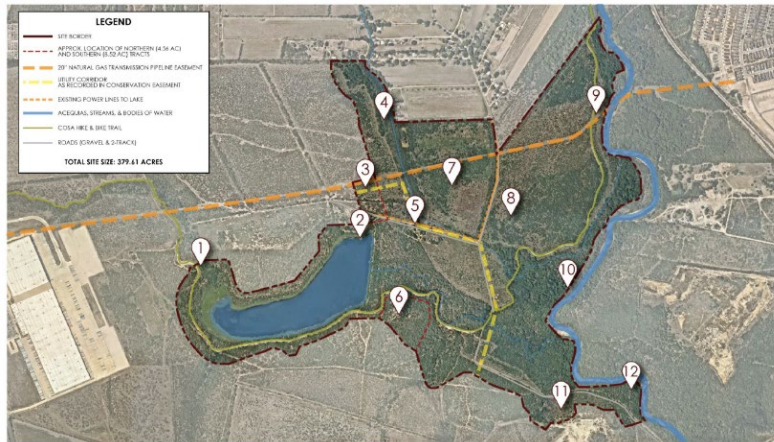 LEGEND
SITE BORDER
APPROX. LOCATION OF NORTHERN (4.36 AC)
AND SOUTHERN (8.52 AC) TRACTS
20" NATURAL GAS TRANSMISSION PIPELINE EASEMENT
UTILITY CORRIDOR
AS RECORDED IN CONSERVATION EASEMENT
EXISTING POWER LINES TO LAKE
ACEQUIAS, STREAMS, & BODIES OF WATER
COSA HIKE & BIKE TRAIL
ROADS (GRAVEL & 2-TRACK)
TOTAL SITE SIZE: 379.61 ACRES
9
4
3
7
8
2
5
1
10
6
12
11